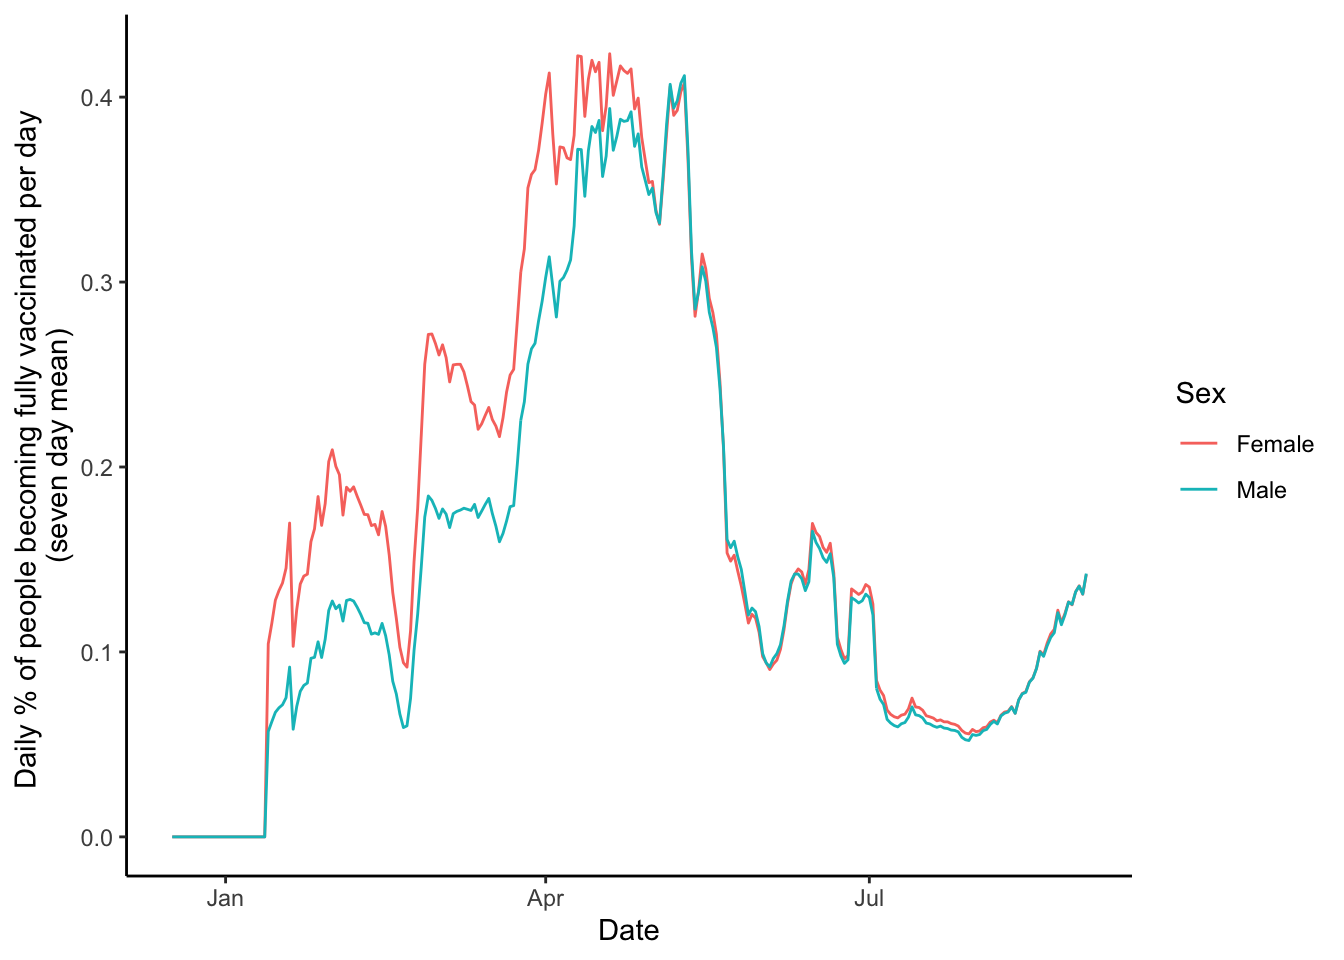 Daily % of people becoming fully vaccinated per day
(seven day mean)
0.4
0.3
0.2
0.1
0.0
Jan
Apr
Jul
Date
Sex
Female
Male